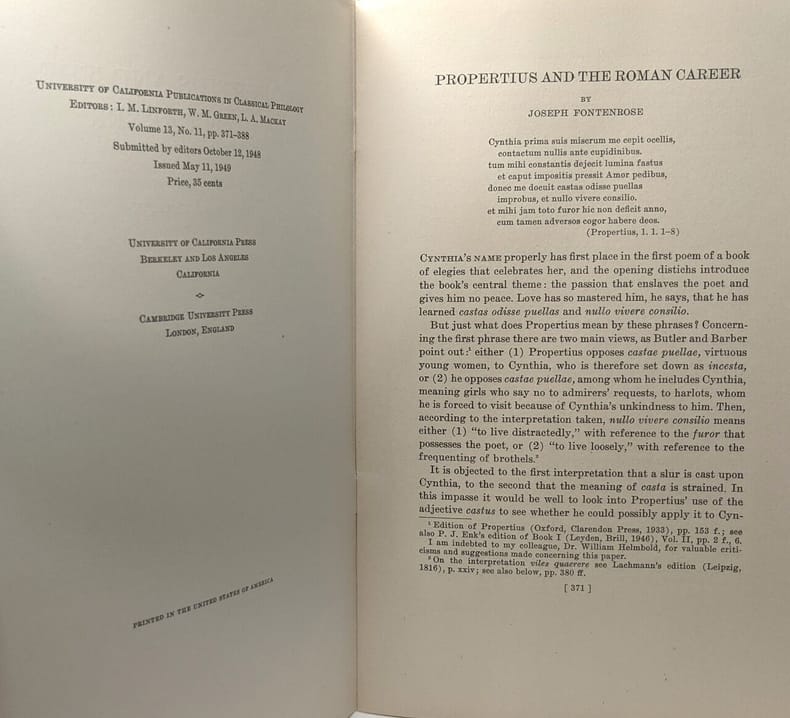 UNIVERSITY OF CALIFORNIA PUBLICATIONS IN CLASSICAL PHILOLOGY
EDITORS: I. M. LINFORTH, W. M. GREEN, L. A. MACKAY
Volume 13, No. 11, pp. 371–388
Submitted by editors October 12, 1948
Issued May 11, 1949
Price, 35 cents
UNIVERSITY OF CALIFORNIA PRESS
BERKELEY AND LOS ANGELES
CALIFORNIA
CAMBRIDGE UNIVERSITY PRESS
LONDON, ENGLAND
PRINTED IN THE UNITED STATES OF AMERICA
PROPERTIUS AND THE ROMAN CAREER
BY
JOSEPH FONTENROSE
Cynthia prima suis miserum me cepit ocellis,
contactum nullis ante cupidinibus.
tum mihi constantis dejecit lumina fastus
et caput impositis pressit Amor pedibus,
donec me docuit castas odisse puellas
improbus, et nullo vivere consilio.
et mihi jam toto furor hic non deficit anno,
cum tamen adversos cogor habere deos.
(Propertius, 1. 1. 1–8)
CYNTHIA'S NAME properly has first place in the first poem of a book
of elegies that celebrates her, and the opening distichs introduce
the book's central theme: the passion that enslaves the poet and
gives him no peace. Love has so mastered him, he says, that he has
learned castas odisse puellas and nullo vivere consilio.
But just what does Propertius mean by these phrases? Concern-
ing the first phrase there are two main views, as Butler and Barber
point out:¹ either (1) Propertius opposes castae puellae, virtuous
young women, to Cynthia, who is therefore set down as incesta,
or (2) he opposes castae puellae, among whom he includes Cynthia,
meaning girls who say no to admirers' requests, to harlots, whom
he is forced to visit because of Cynthia's unkindness to him. Then,
according to the interpretation taken, nullo vivere consilio means
either (1) "to live distractedly," with reference to the furor that
possesses the poet, or (2) "to live loosely," with reference to the
frequenting of brothels.²
It is objected to the first interpretation that a slur is cast upon
Cynthia, to the second that the meaning of casta is strained. In
this impasse it would be well to look into Propertius' use of the
adjective castus to see whether he could possibly apply it to Cyn-
¹ Edition of Propertius (Oxford, Clarendon Press, 1933), pp. 153 f.; see
also P. J. Enk's edition of Book I (Leyden, Brill, 1946), Vol. II, pp. 2 f., 6.
I am indebted to my colleague, Dr. William Helmbold, for valuable criti-
cisms and suggestions made concerning this paper.
² On the interpretation viles quaerere see Lachmann's edition (Leipzig,
1816), p. xxiv; see also below, pp. 380 ff.
[ 371 ]